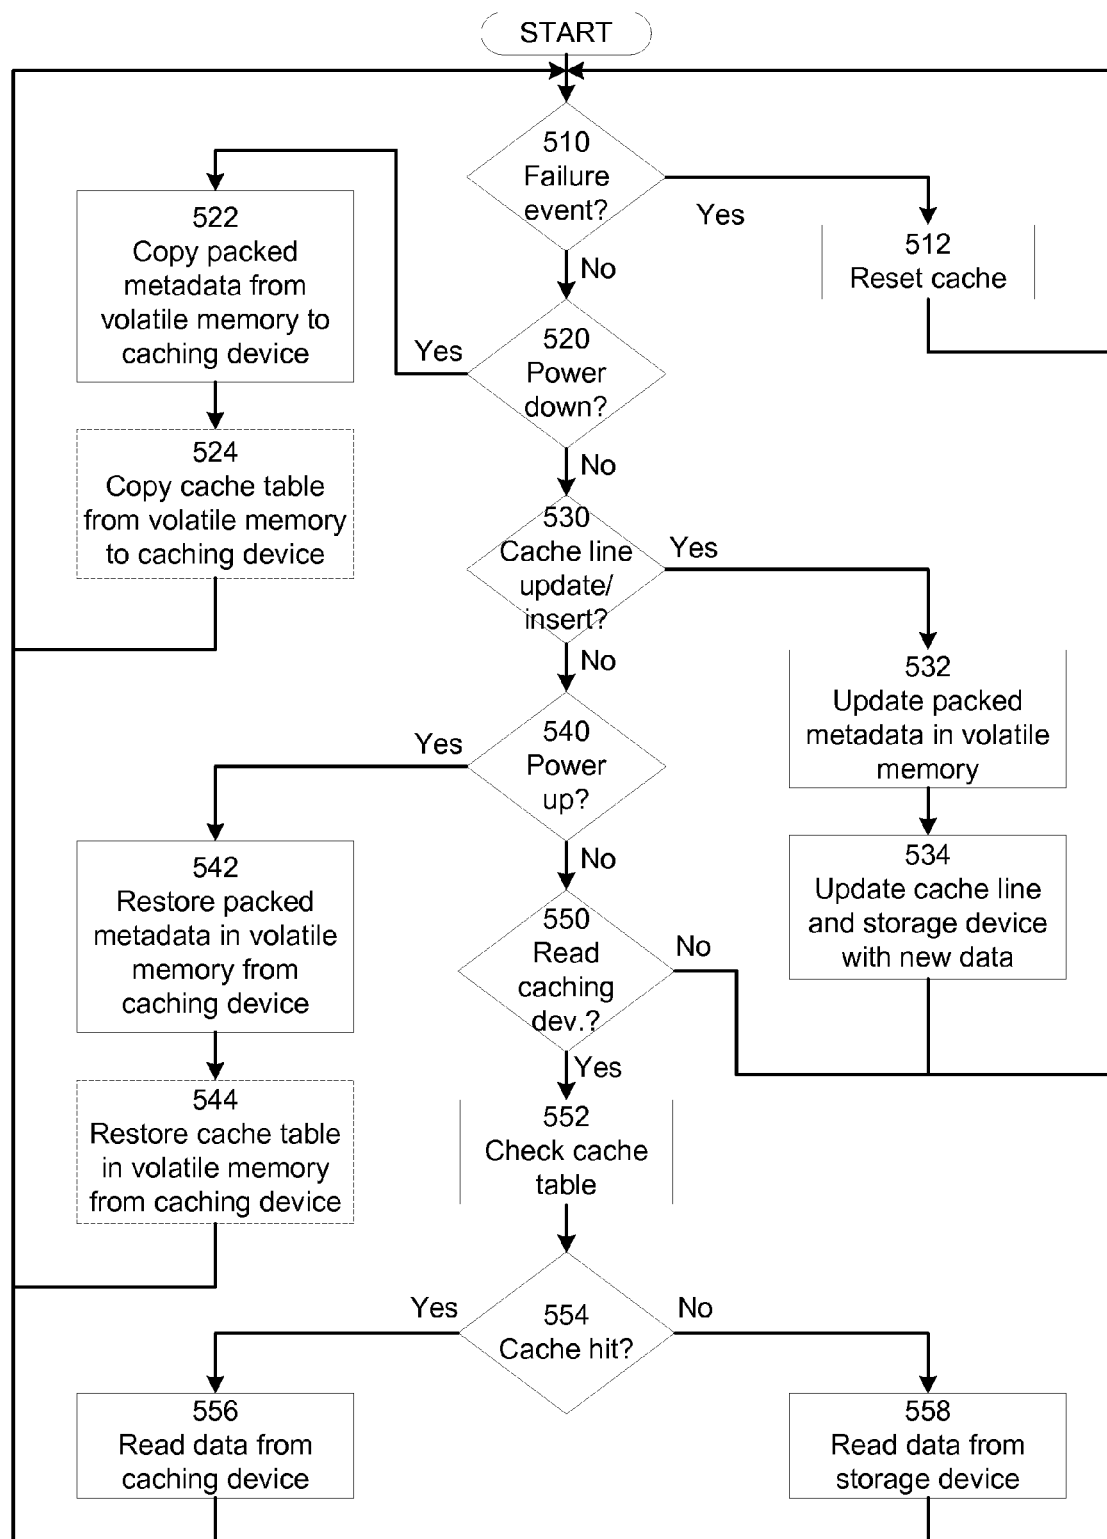 START
510
Failure
event?
Yes
No
522
Copy packed
metadata from
volatile memory to
caching device
512
Reset cache
520
Power
down?
Yes
No
524
Copy cache table
from volatile memory
to caching device
530
Cache line
update/
insert?
Yes
No
532
Update packed
metadata in volatile
memory
540
Power
up?
Yes
No
534
Update cache line
and storage device
with new data
542
Restore packed
metadata in volatile
memory from
caching device
550
Read
caching
dev.?
No
Yes
544
Restore cache table
in volatile memory
from caching device
552
Check cache
table
554
Cache hit?
Yes
No
556
Read data from
caching device
558
Read data from
storage device